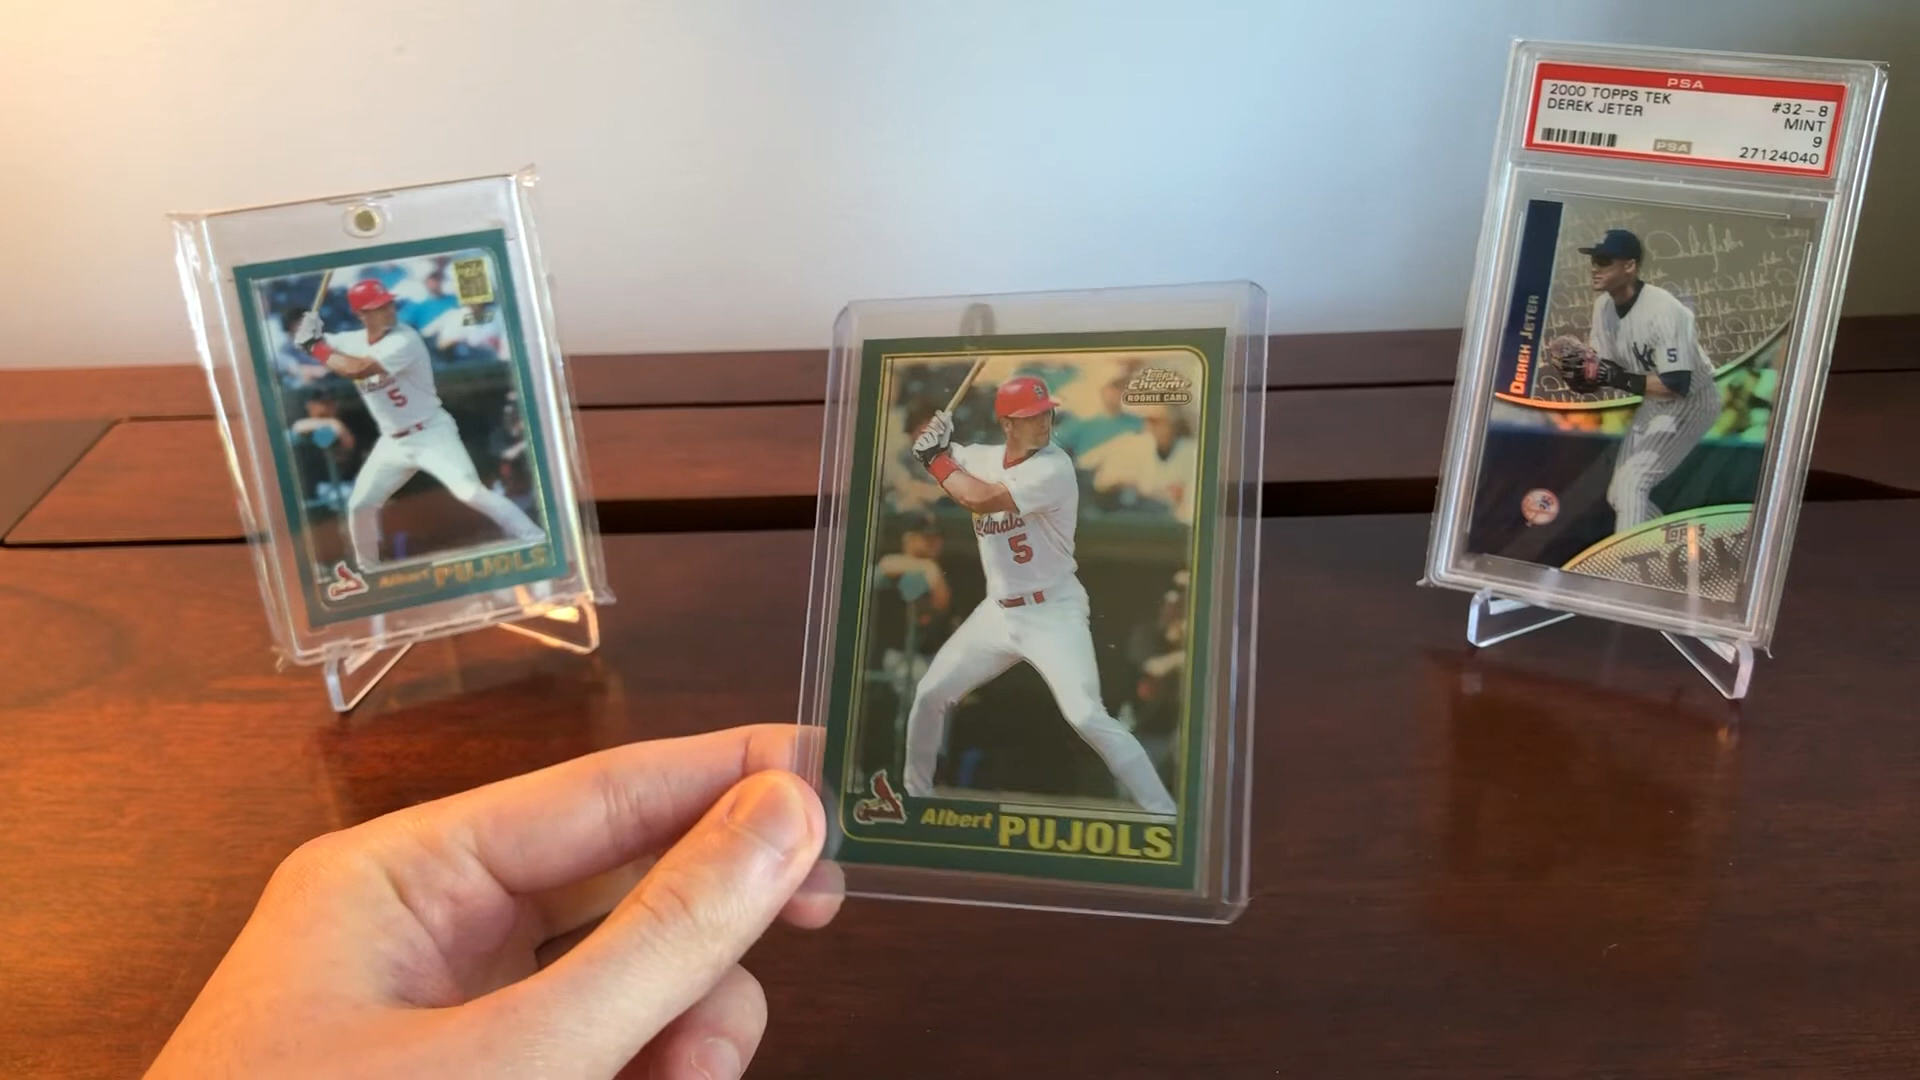 5
Albert PUJOLS
Topps
Chrome
ROOKIE CARD
Cardinals
5
Albert PUJOLS
PSA
2000 TOPPS TEK
#32-8
DEREK JETER
MINT
PSA
9
27124040
DEREK JETER
5
Topps
TEK